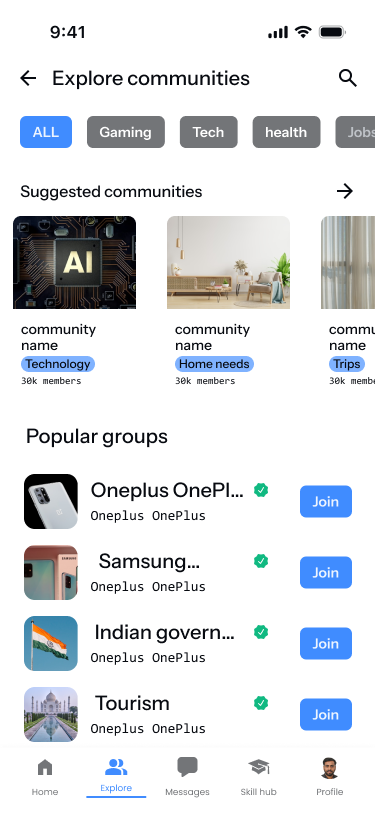 9:41
Explore communities
ALL Gaming Tech health Jobs
Suggested communities
AI
community name
Technology
30k members
community name
Home needs
30k members
commu
name
Trips
30k memb
Popular groups
Oneplus OnePl...
Oneplus OnePlus
Join
Samsung...
Oneplus OnePlus
Join
Indian govern...
Oneplus OnePlus
Join
Tourism
Oneplus OnePlus
Join
Home Explore Messages Skill hub Profile